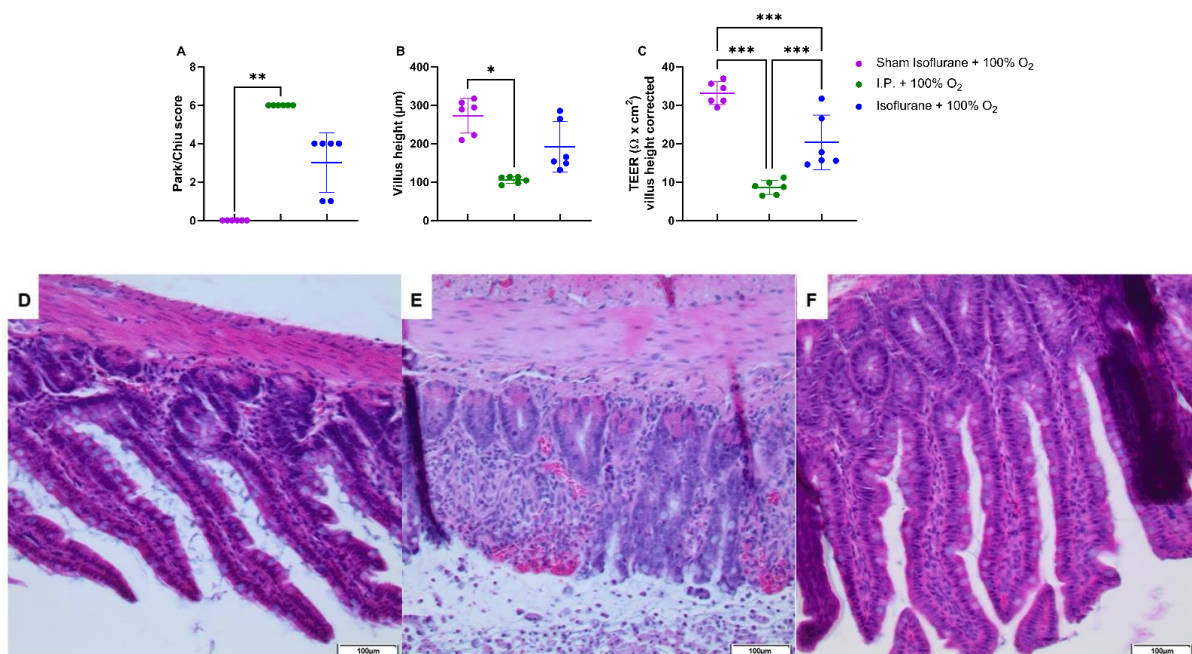 A
**
Park/Chiu score
6
4
2
0
B
*
Villus height (µm)
400
300
200
100
0
C
***
*** ***
TEER (Ω x cm²)
villus height corrected
40
30
20
10
0
Sham Isoflurane + 100% O₂
I.P. + 100% O₂
Isoflurane + 100% O₂
D
E
F
100µm
100µm
100µm